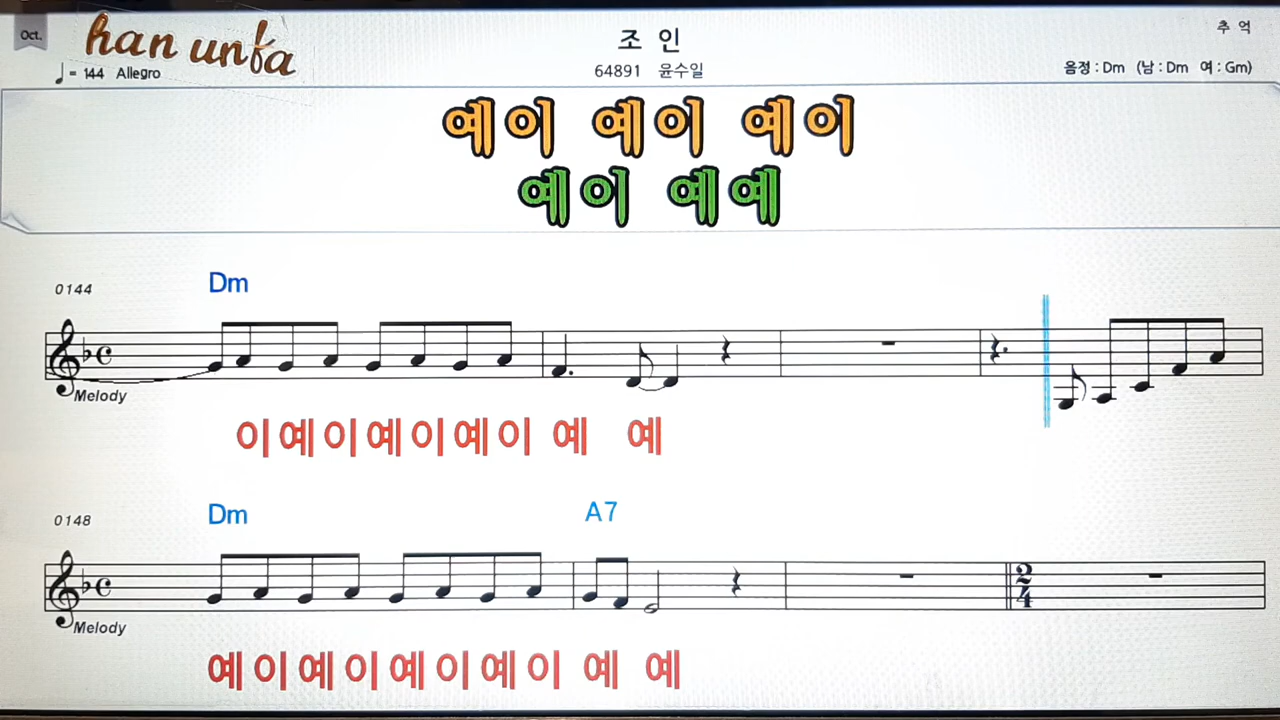 Oct.
han unfa
조 인
추 억
♩= 144 Allegro
64891 윤수일
음정 : Dm (남 : Dm 여 : Gm)
예이 예이 예이
예이 예예
0144
Dm
Melody
이예이예이예이 예 예
0148
Dm A7
2
4
Melody
예이예이예이예이 예 예